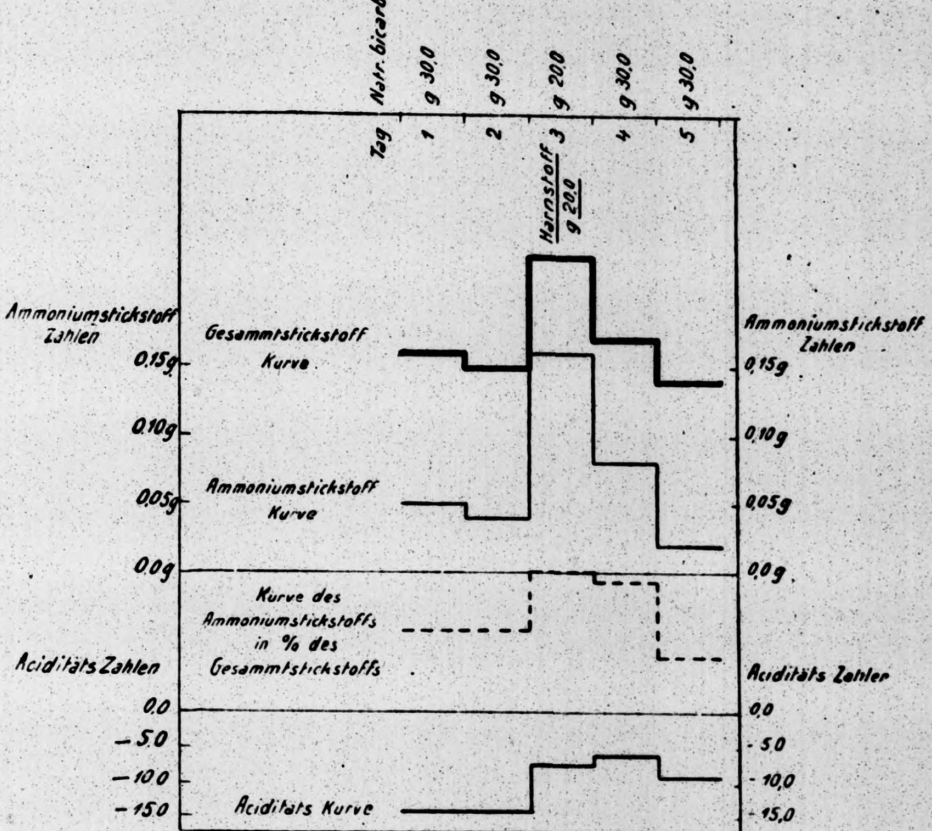 Natr. bicarb
g 30,0
g 30,0
g 20,0
g 30,0
g 30,0
Tag
1
2
3
4
5
Harnstoff
g 20.0
Ammoniumstickstoff
Zahlen
0,15g
0,10g
0,05g
0,0g
Gesammtstickstoff
Kurve
Ammoniumstickstoff
Kurve
Ammoniumstickstoff
Zahlen
0,15g
0,10g
0,05g
0,0g
Kurve des
Ammoniumstickstoffs
in % des
Gesammtstickstoffs
Aciditäts Zahlen
0.0
– 5.0
– 10.0
– 15.0
Aciditäts Kurve
Aciditäts Zahlen
0,0
- 5,0
- 10,0
- 15,0